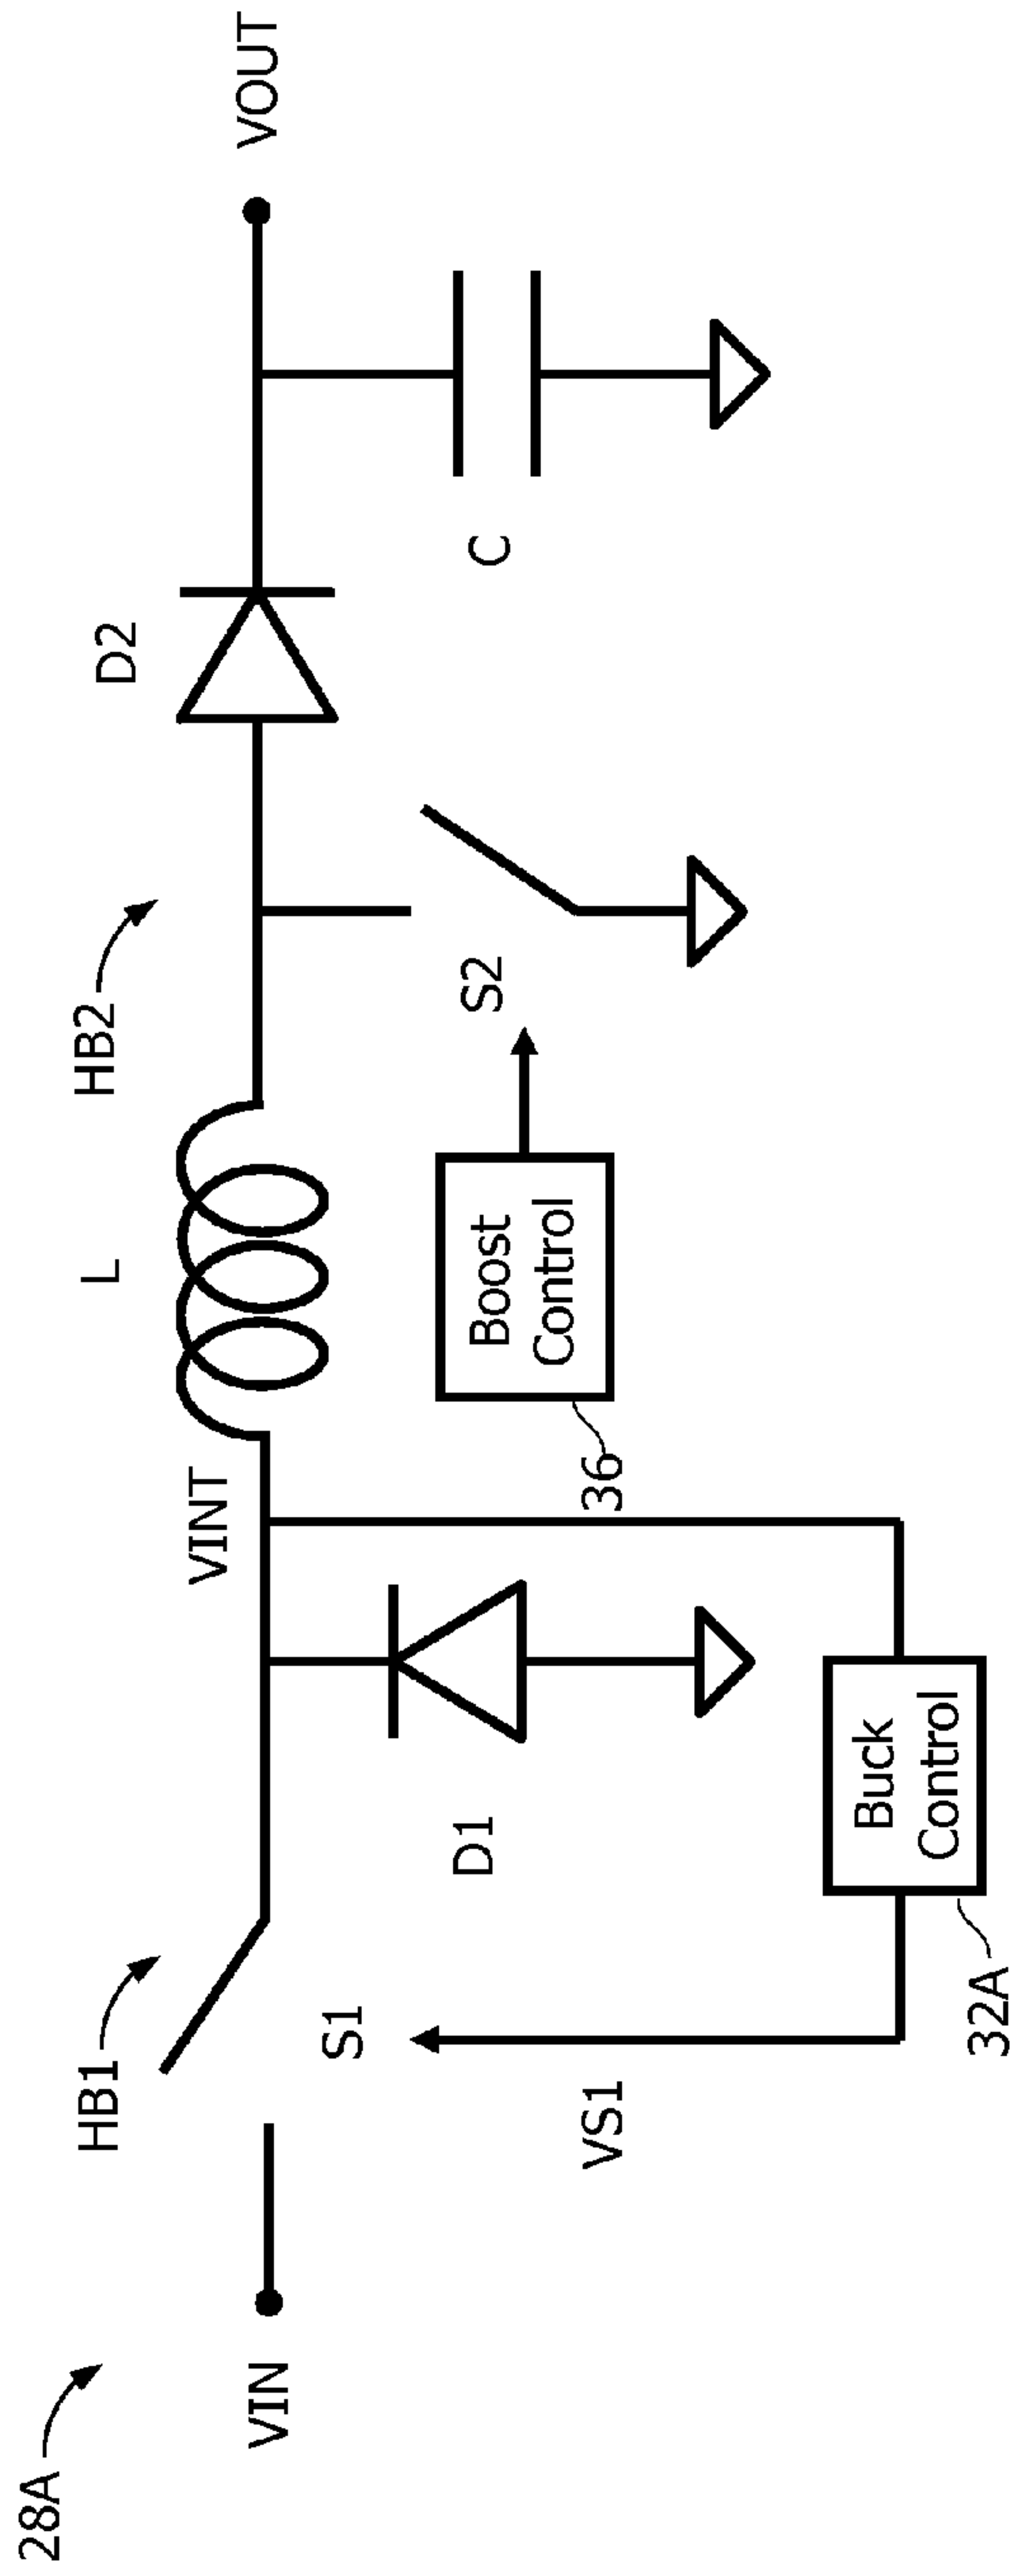 28A
HB1
L
HB2
D2
VIN
VINT
VOUT
S1
D1
S2
C
Boost
Control
36
VS1
Buck
Control
32A